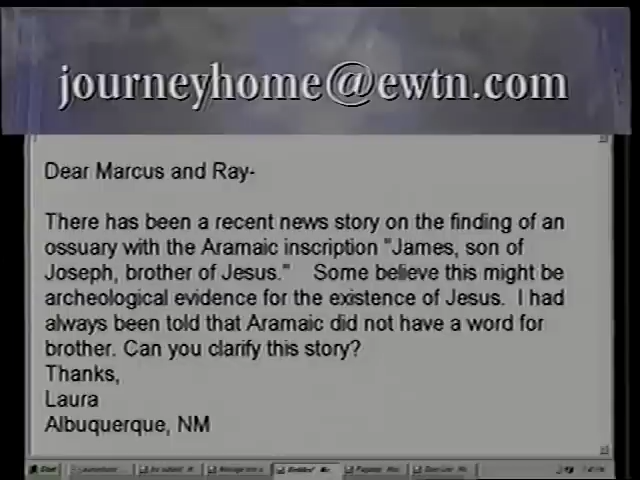 journeyhome@ewtn.com
Dear Marcus and Ray-
There has been a recent news story on the finding of an
ossuary with the Aramaic inscription "James, son of
Joseph, brother of Jesus."    Some believe this might be
archeological evidence for the existence of Jesus.  I had
always been told that Aramaic did not have a word for
brother. Can you clarify this story?
Thanks,
Laura
Albuquerque, NM
Start